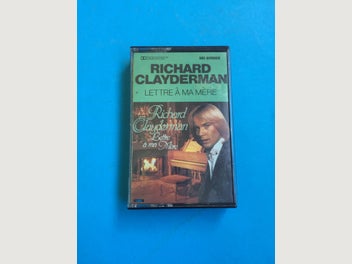 RICHARD
CLAYDERMAN
LETTRE À MA MÈRE
Richard
Clayderman
Lettre
à ma Mère